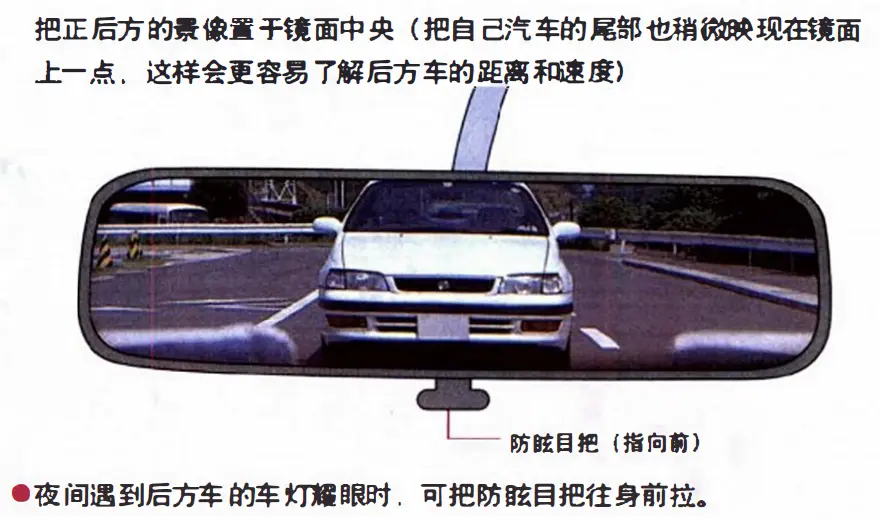 把正后方的景像置于镜面中央（把自己汽车的尾部也稍微映现在镜面
上一点．这样会更容易了解后方车的距离和速度）
防眩目把（指向前）
●夜间遇到后方车的车灯耀眼时．可把防眩目把往身前拉。